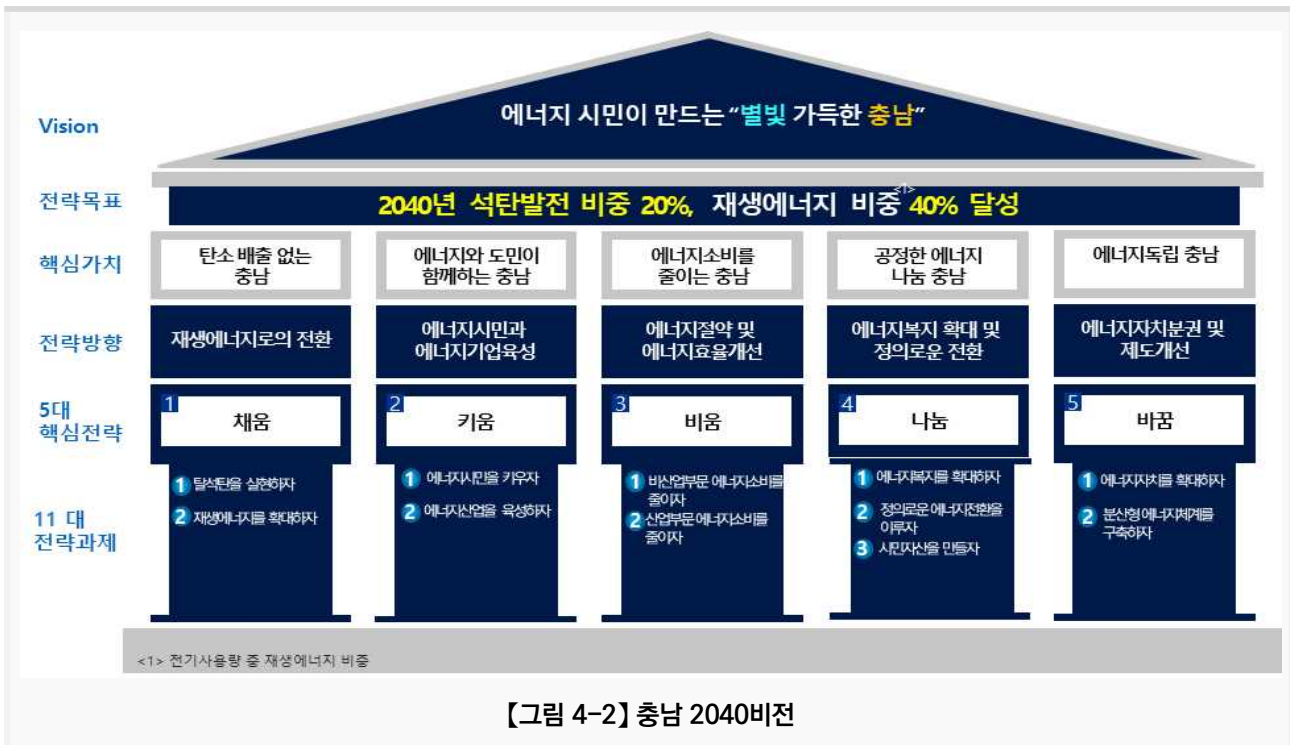 Vision
에너지 시민이 만드는 “별빛 가득한 충남”
전략목표
2040년 석탄발전 비중 20%, 재생에너지 비중<1> 40% 달성
핵심가치
탄소 배출 없는
충남
에너지와 도민이
함께하는 충남
에너지소비를
줄이는 충남
공정한 에너지
나눔 충남
에너지독립 충남
전략방향
재생에너지로의 전환
에너지시민과
에너지기업육성
에너지절약 및
에너지효율개선
에너지복지 확대 및
정의로운 전환
에너지자치분권 및
제도개선
5대
핵심전략
1
채움
2
키움
3
비움
4
나눔
5
바꿈
11 대
전략과제
1 탈석탄을 실현하자
2 재생에너지를 확대하자
1 에너지시민을 키우자
2 에너지산업을 육성하자
1 비산업부문 에너지소비를
줄이자
2 산업부문 에너지소비를
줄이자
1 에너지복지를 확대하자
2 정의로운 에너지전환을
이루자
3 시민자산을 만들자
1 에너지자치를 확대하자
2 분산형 에너지체계를
구축하자
<1> 전기사용량 중 재생에너지 비중
【그림 4-2】 충남 2040비전